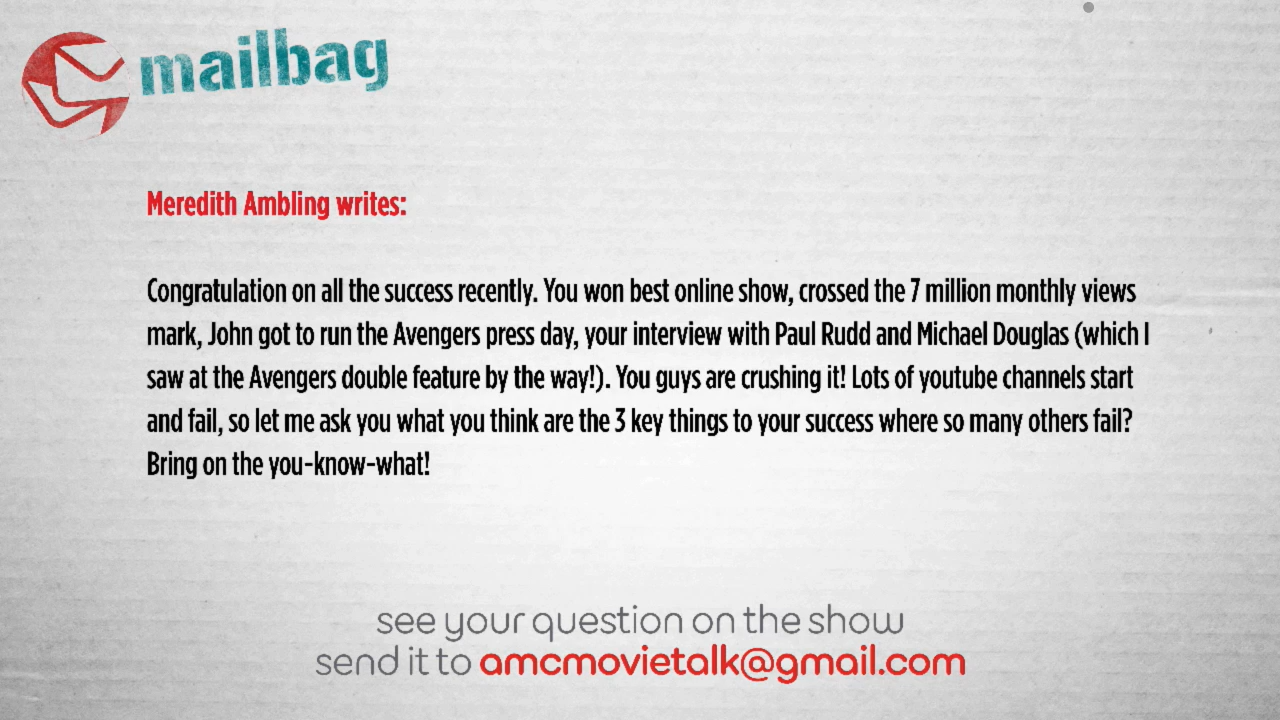 mailbag
Meredith Ambling writes:
Congratulation on all the success recently. You won best online show, crossed the 7 million monthly views
mark, John got to run the Avengers press day, your interview with Paul Rudd and Michael Douglas (which I
saw at the Avengers double feature by the way!). You guys are crushing it! Lots of youtube channels start
and fail, so let me ask you what you think are the 3 key things to your success where so many others fail?
Bring on the you-know-what!
see your question on the show
send it to amcmovietalk@gmail.com